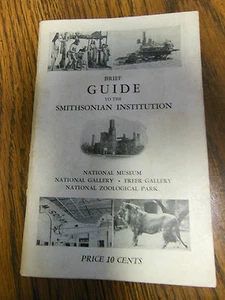 BRIEF
GUIDE
TO THE
SMITHSONIAN INSTITUTION
NATIONAL MUSEUM
NATIONAL GALLERY • FREER GALLERY
NATIONAL ZOOLOGICAL PARK
PRICE 10 CENTS